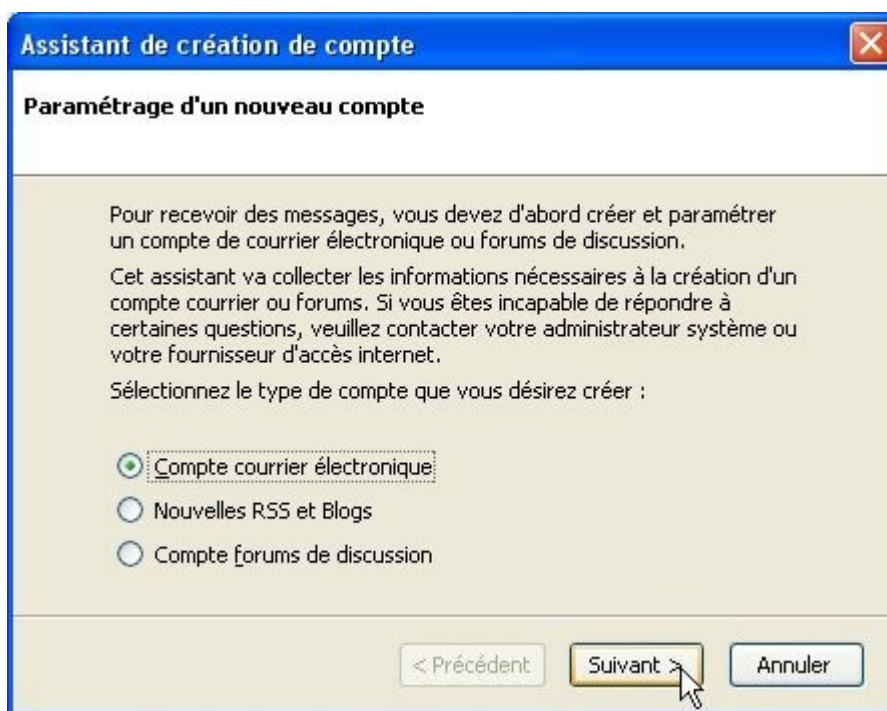 Assistant de création de compte
Paramétrage d'un nouveau compte
Pour recevoir des messages, vous devez d'abord créer et paramétrer
un compte de courrier électronique ou forums de discussion.
Cet assistant va collecter les informations nécessaires à la création d'un
compte courrier ou forums. Si vous êtes incapable de répondre à
certaines questions, veuillez contacter votre administrateur système ou
votre fournisseur d'accès internet.
Sélectionnez le type de compte que vous désirez créer :
Compte courrier électronique
Nouvelles RSS et Blogs
Compte forums de discussion
< Précédent
Suivant >
Annuler